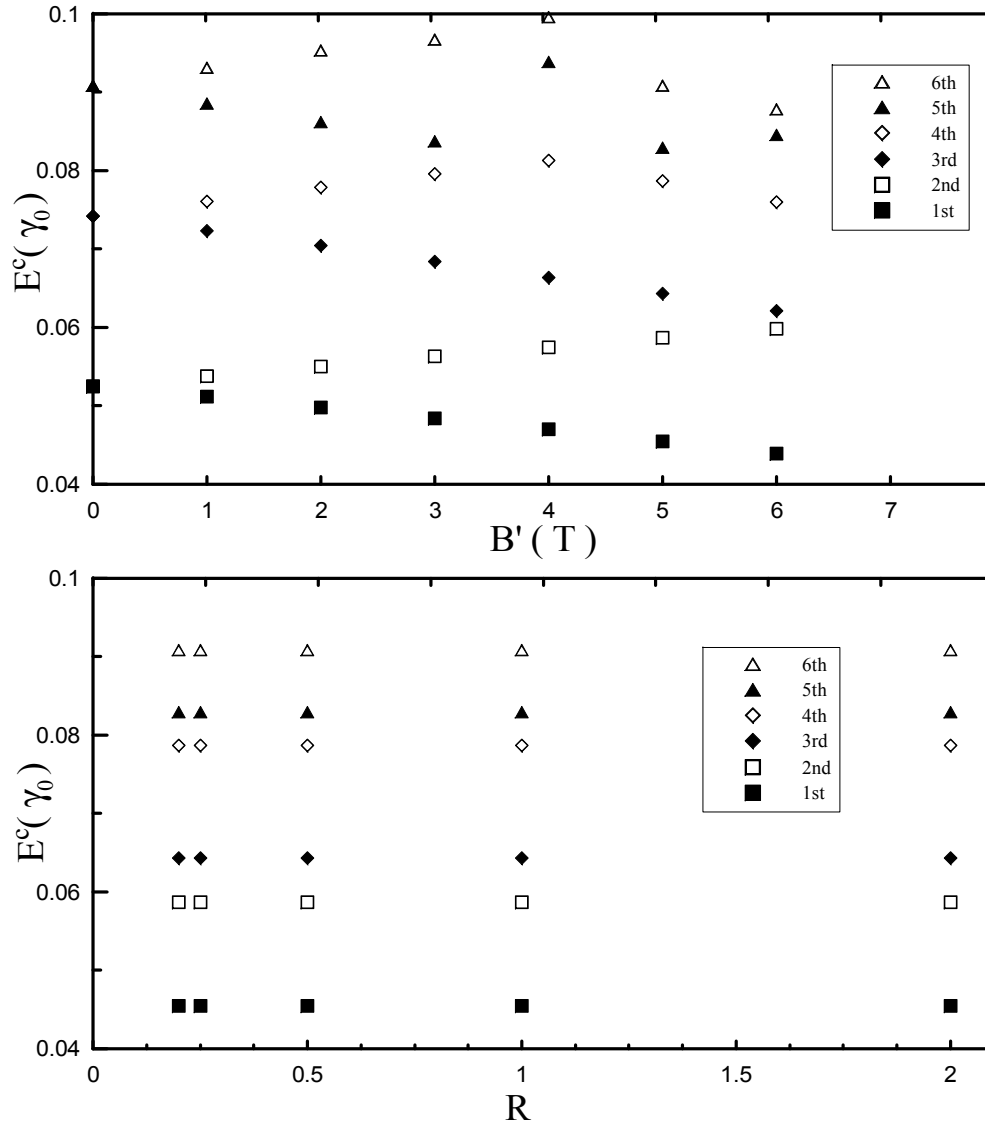 0.1
6th
5th
4th
3rd
2nd
1st
0.08
E^c(γ_0)
0.06
0.04
0 1 2 3 4 5 6 7
B' ( T )
0.1
6th
5th
4th
3rd
2nd
1st
0.08
E^c(γ_0)
0.06
0.04
0 0.5 1 1.5 2
R